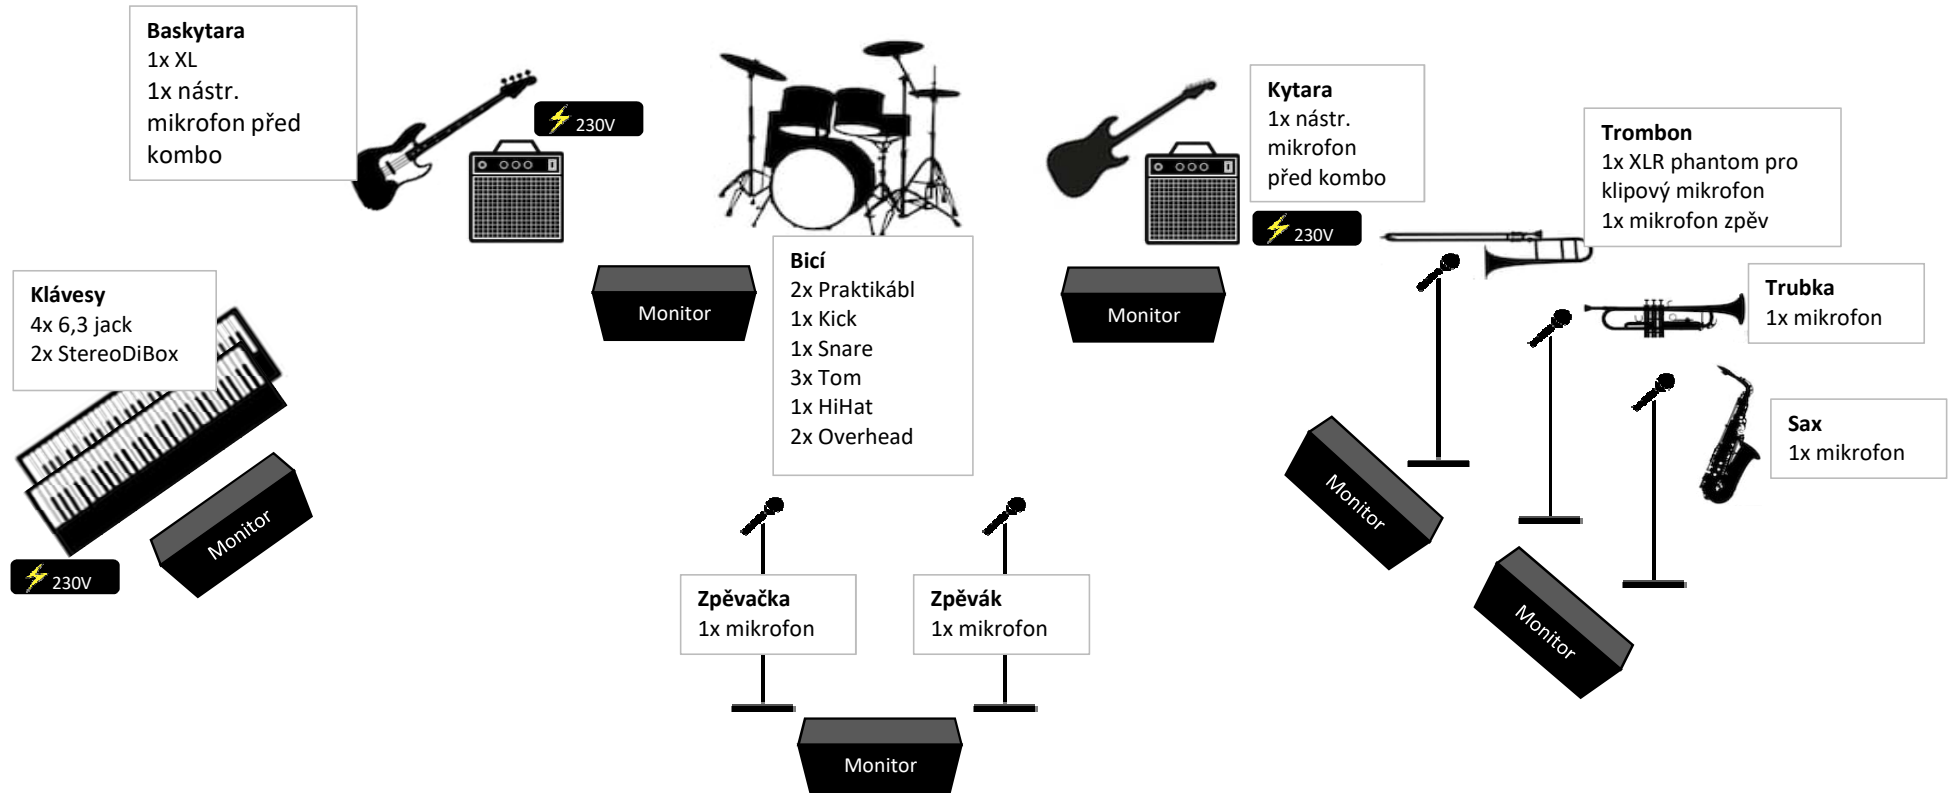 Baskytara
1x XL
1x nástr.
mikrofon před
kombo
230V
Kytara
1x nástr.
mikrofon
před kombo
230V
Trombon
1x XLR phantom pro
klipový mikrofon
1x mikrofon zpěv
Trubka
1x mikrofon
Sax
1x mikrofon
Klávesy
4x 6,3 jack
2x StereoDiBox
230V
Monitor
Monitor
Bicí
2x Praktikábl
1x Kick
1x Snare
3x Tom
1x HiHat
2x Overhead
Monitor
Monitor
Monitor
Zpěvačka
1x mikrofon
Zpěvák
1x mikrofon
Monitor